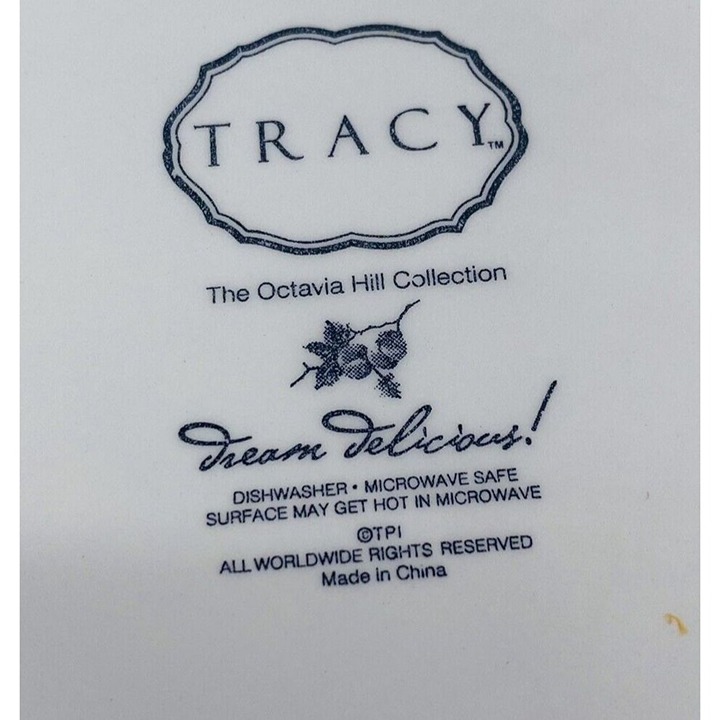 TRACY™
The Octavia Hill Collection
dream delicious!
DISHWASHER • MICROWAVE SAFE
SURFACE MAY GET HOT IN MICROWAVE
©TPI
ALL WORLDWIDE RIGHTS RESERVED
Made in China